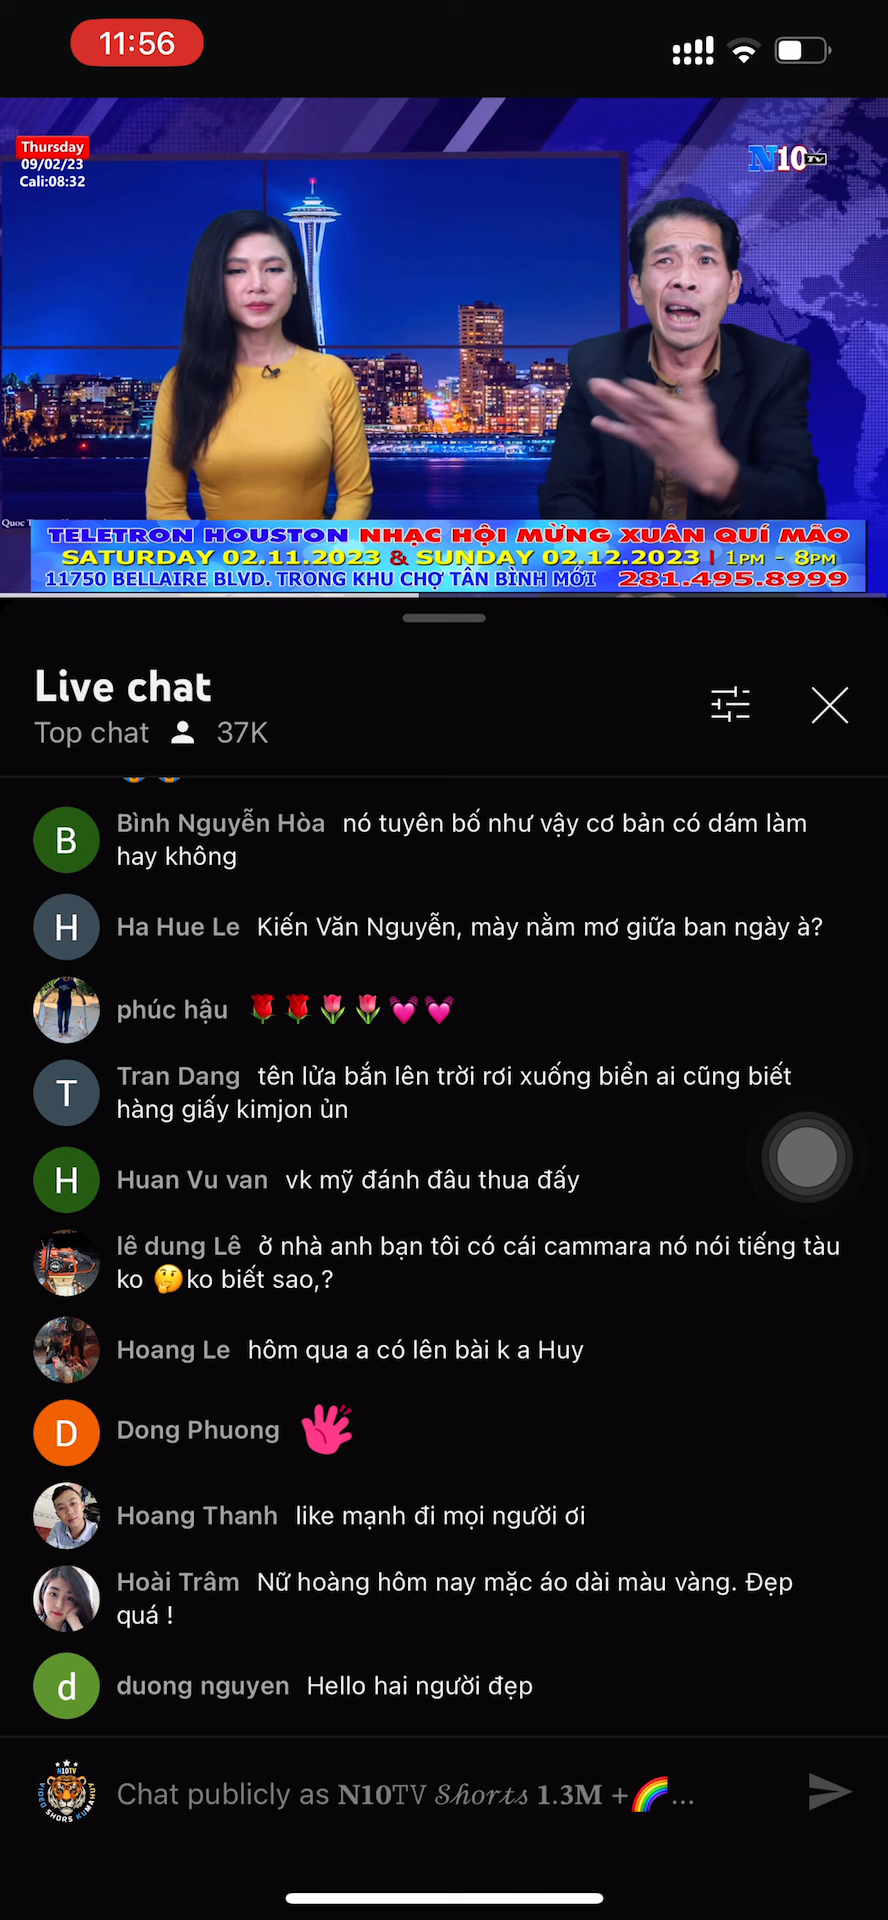 11:56
Thursday
09/02/23
Cali:08:32
N10TV
Quoc T
TELETRON HOUSTON NHẠC HỘI MỪNG XUÂN QUÍ MÃO
SATURDAY 02.11.2023 & SUNDAY 02.12.2023 | 1PM - 8PM
11750 BELLAIRE BLVD. TRONG KHU CHỢ TÂN BÌNH MỚI 281.495.8999
Live chat
Top chat 37K
B
Bình Nguyễn Hòa nó tuyên bố như vậy cơ bản có dám làm
hay không
H
Ha Hue Le Kiến Văn Nguyễn, mày nằm mơ giữa ban ngày à?
phúc hậu 🌹🌹🌷🌷💓💓
T
Tran Dang tên lửa bắn lên trời rơi xuống biển ai cũng biết
hàng giấy kimjon ủn
H
Huan Vu van vk mỹ đánh đâu thua đấy
lê dung Lê ở nhà anh bạn tôi có cái cammara nó nói tiếng tàu
ko 🤔ko biết sao,?
Hoang Le hôm qua a có lên bài k a Huy
D
Dong Phuong
Hoang Thanh like mạnh đi mọi người ơi
Hoài Trâm Nữ hoàng hôm nay mặc áo dài màu vàng. Đẹp
quá !
d
duong nguyen Hello hai người đẹp
N10TV
Chat publicly as 𝐍𝟏𝟎TV 𝓢𝓱𝓸𝓻𝓽𝓼 𝟏.𝟑𝐌 +🌈...